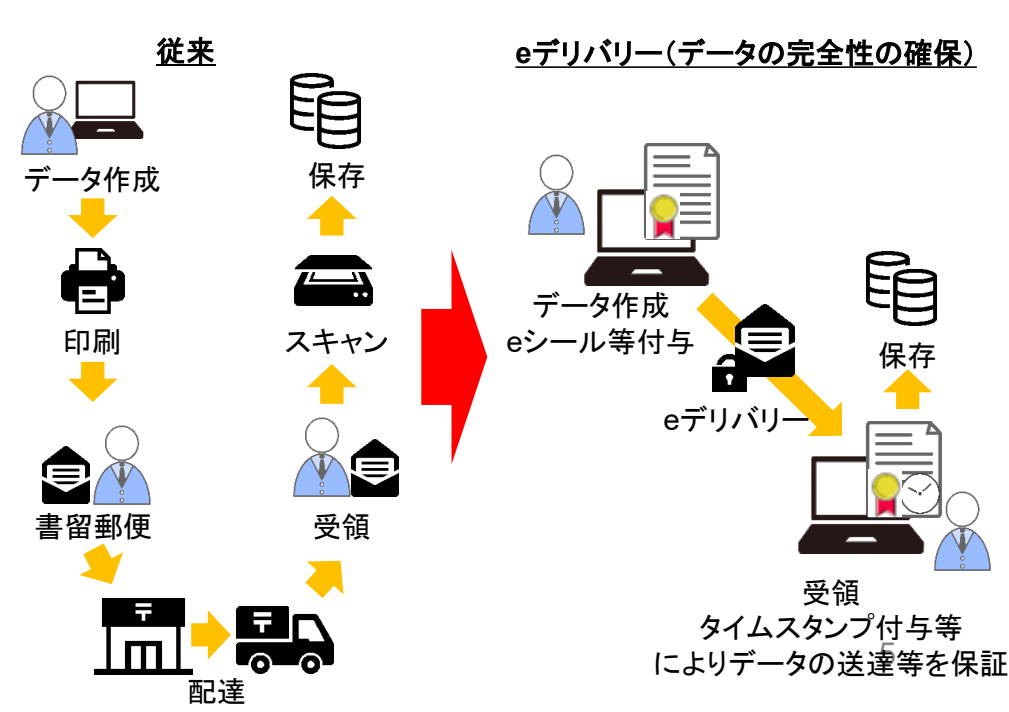 従来
データ作成
印刷
書留郵便
〒
〒
配達
受領
スキャン
保存
eデリバリー（データの完全性の確保）
データ作成
eシール等付与
eデリバリー
受領
タイムスタンプ付与等
によりデータの送達等を保証
保存
5